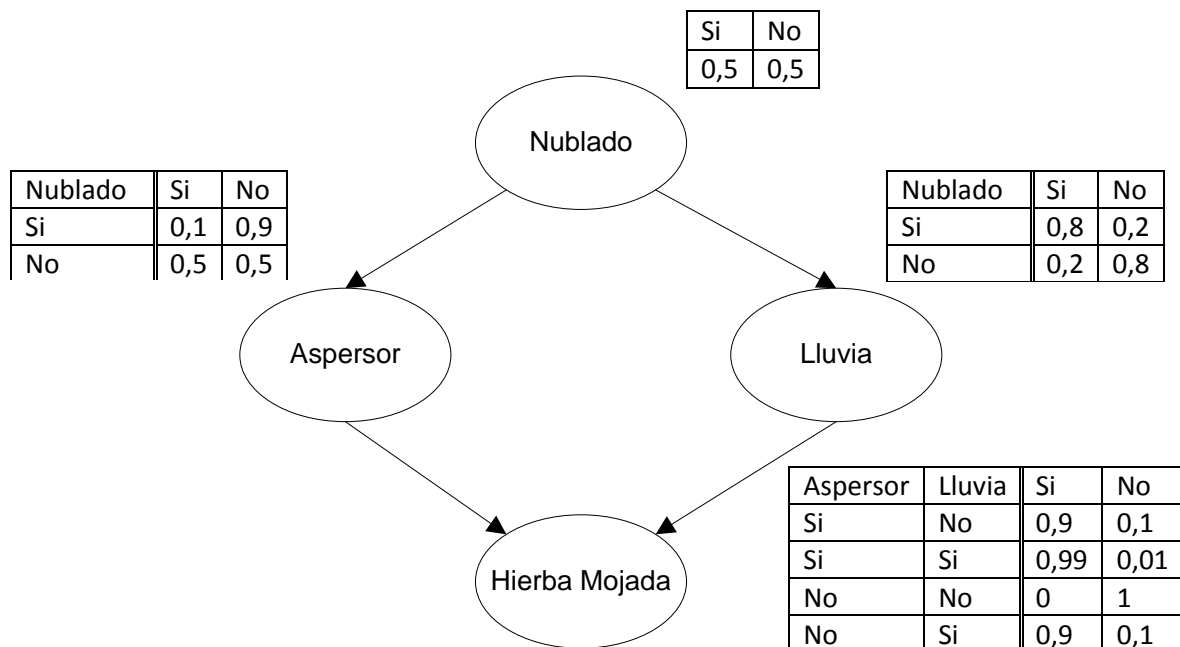 Si No
0,5 0,5
Nublado
Nublado Si No
Si 0,1 0,9
No 0,5 0,5
Nublado Si No
Si 0,8 0,2
No 0,2 0,8
Aspersor
Lluvia
Hierba Mojada
Aspersor Lluvia Si No
Si No 0,9 0,1
Si Si 0,99 0,01
No No 0 1
No Si 0,9 0,1